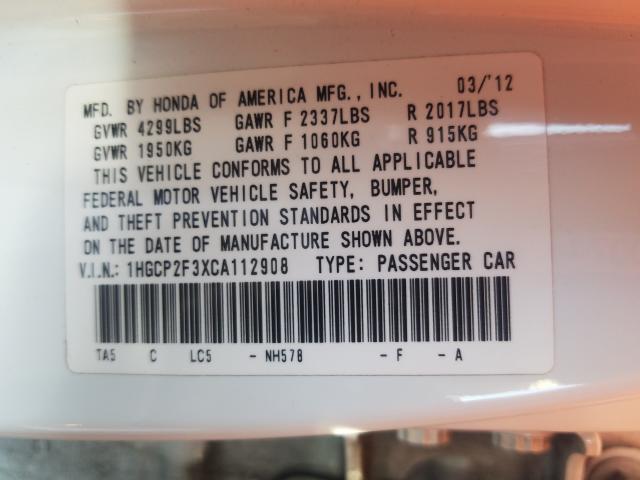 MFD. BY HONDA OF AMERICA MFG., INC. 03/'12
GVWR 4299LBS GAWR F 2337LBS R 2017LBS
GVWR 1950KG GAWR F 1060KG R 915KG
THIS VEHICLE CONFORMS TO ALL APPLICABLE
FEDERAL MOTOR VEHICLE SAFETY, BUMPER,
AND THEFT PREVENTION STANDARDS IN EFFECT
ON THE DATE OF MANUFACTURE SHOWN ABOVE.
V.I.N.: 1HGCP2F3XCA112908 TYPE: PASSENGER CAR
TA5 C LC5 - NH578 - F - A